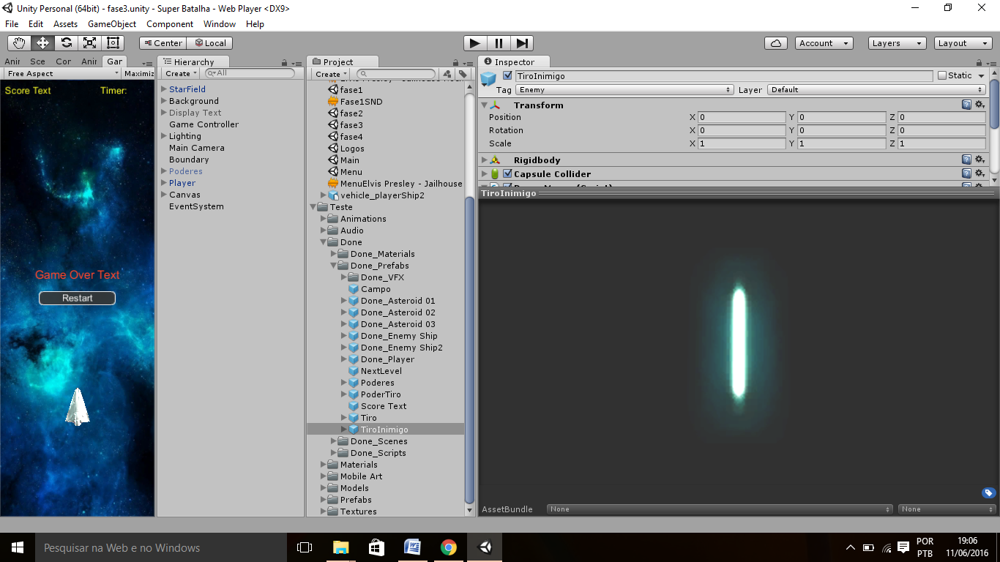 Unity Personal (64bit) - fase3.unity - Super Batalha - Web Player <DX9>
File Edit Assets GameObject Component Window Help
Center Local Account Layers Layout
Anir Sce Cor Anir Gar
Free Aspect Maximiz
Score Text Timer:
Game Over Text
Restart
Hierarchy
Create All
StarField
Background
Display Text
Game Controller
Lighting
Main Camera
Boundary
Poderes
Player
Canvas
EventSystem
Project
Create
fase1
Fase1SND
fase2
fase3
fase4
Logos
Main
Menu
MenuElvis Presley - Jailhouse
vehicle_playerShip2
Teste
Animations
Audio
Done
Done_Materials
Done_Prefabs
Done_VFX
Campo
Done_Asteroid 01
Done_Asteroid 02
Done_Asteroid 03
Done_Enemy Ship
Done_Enemy Ship2
Done_Player
NextLevel
Poderes
PoderTiro
Score Text
Tiro
TiroInimigo
Done_Scenes
Done_Scripts
Materials
Mobile Art
Models
Prefabs
Textures
Inspector
TiroInimigo Static
Tag Enemy Layer Default
Transform
Position X 0 Y 0 Z 0
Rotation X 0 Y 0 Z 0
Scale X 1 Y 1 Z 1
Rigidbody
Capsule Collider
TiroInimigo
AssetBundle None None
Pesquisar na Web e no Windows
POR
PTB
19:06
11/06/2016